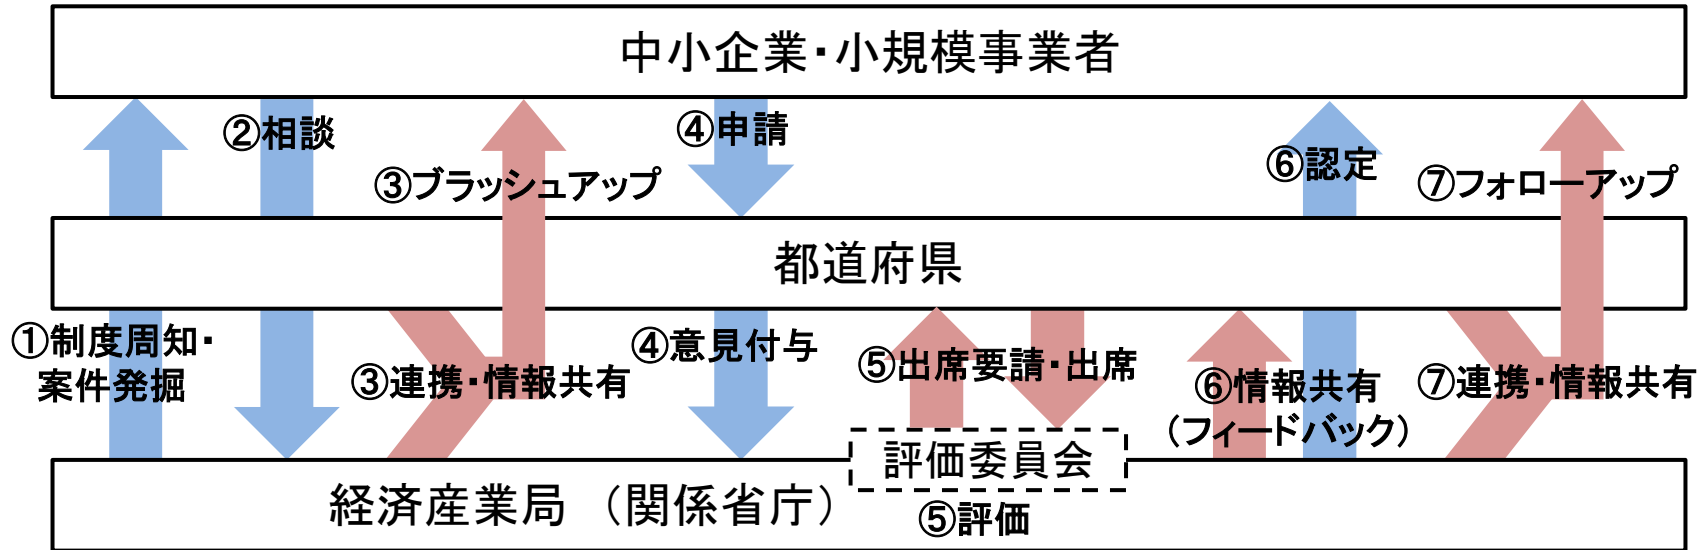 中小企業・小規模事業者
②相談
④申請
③ブラッシュアップ
⑥認定
⑦フォローアップ
都道府県
①制度周知・
案件発掘
③連携・情報共有
④意見付与
⑤出席要請・出席
⑥情報共有
（フィードバック）
⑦連携・情報共有
評価委員会
経済産業局 （関係省庁）
⑤評価